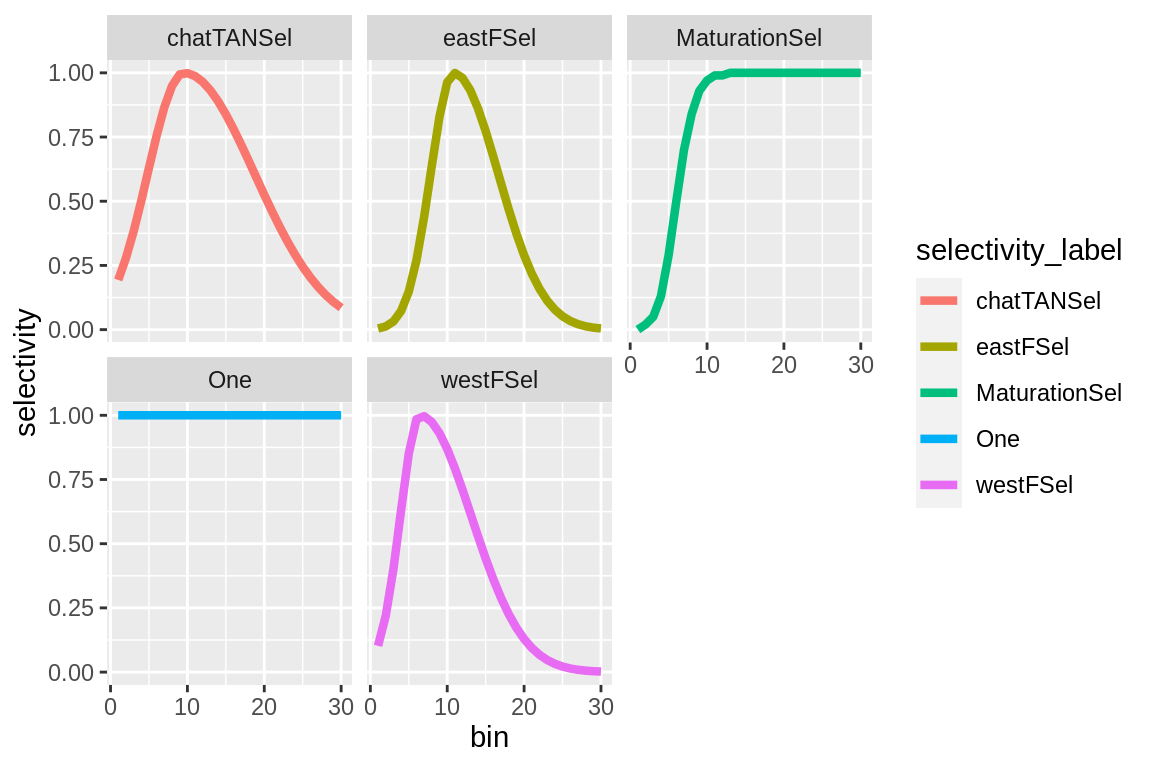 chatTANSel eastFSel MaturationSel
1.00
0.75
0.50
0.25
0.00
0 10 20 30
selectivity
One westFSel
1.00
0.75
0.50
0.25
0.00
0 10 20 30 0 10 20 30
bin
selectivity_label
chatTANSel
eastFSel
MaturationSel
One
westFSel